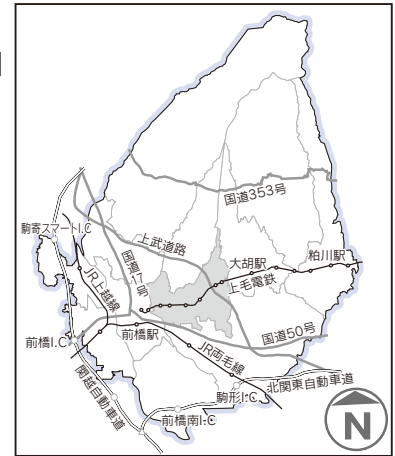 国道353号
駒寄スマートI.C
上武道路
国道17号
大胡駅
粕川駅
JR上越線
上毛電鉄
前橋I.C
前橋駅
国道50号
JR両毛線
関越自動車道
駒形I.C
北関東自動車道
前橋南I.C
N